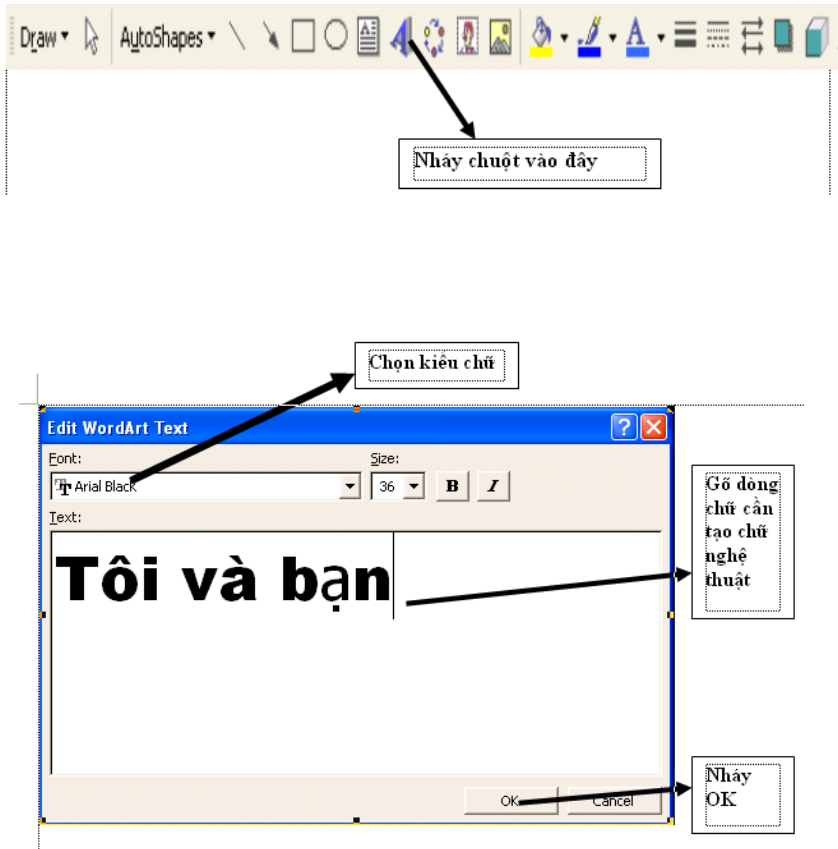 Draw AutoShapes A A
Nháy chuột vào đây
Chọn kiểu chữ
Edit WordArt Text ?
Font: Size:
Tr Arial Black 36 B I
Text:
Tôi và bạn
Gõ dòng
chữ cần
tạo chữ
nghệ
thuật
Nháy
OK
OK Cancel